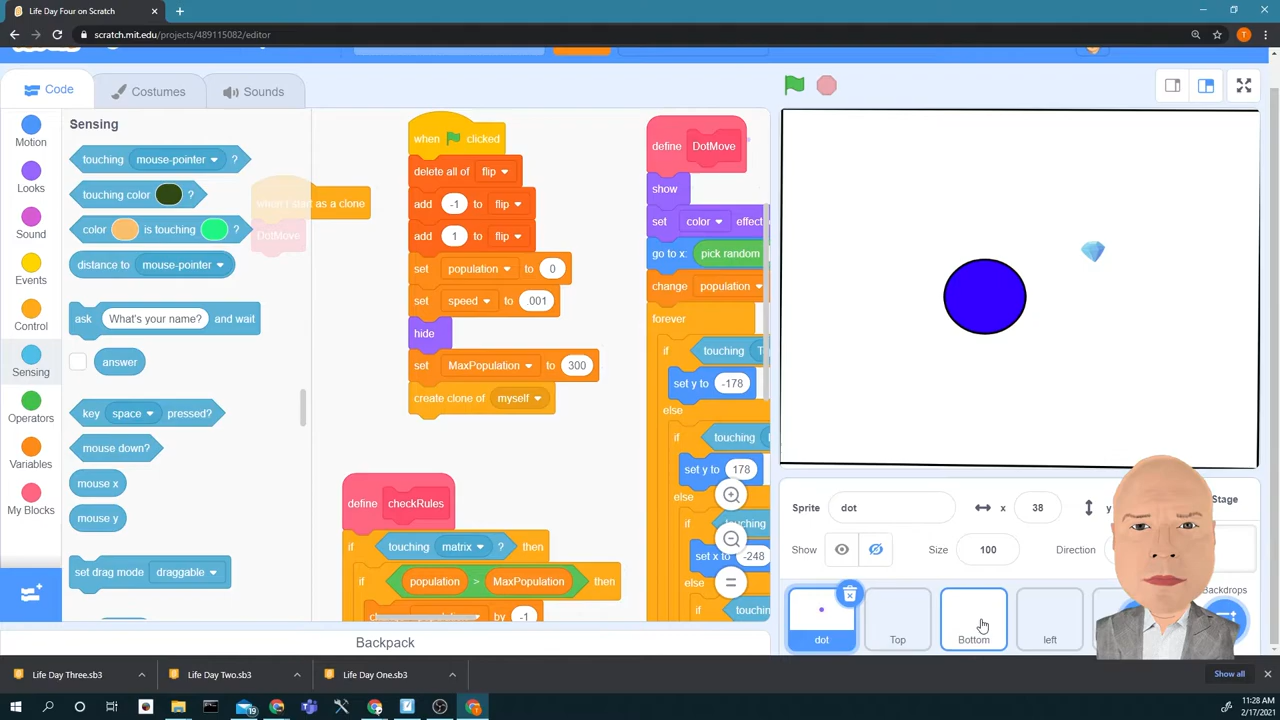 Life Day Four on Scratch
scratch.mit.edu/projects/489115082/editor
T
Code
Costumes
Sounds
Motion
Looks
Sound
Events
Control
Sensing
Operators
Variables
My Blocks
Sensing
touching mouse-pointer ?
touching color ?
color is touching ?
distance to mouse-pointer
ask What's your name? and wait
answer
key space pressed?
mouse down?
mouse x
mouse y
set drag mode draggable
when I start as a clone
DotMove
when clicked
delete all of flip
add -1 to flip
add 1 to flip
set population to 0
set speed to .001
hide
set MaxPopulation to 300
create clone of myself
define checkRules
if touching matrix ? then
if population > MaxPopulation then
by -1
define DotMove
show
set color effect
go to x: pick random
change population
forever
if touching
set y to -178
else
if touching
set y to 178
else
if touching
set x to -248
else
if touching
Backpack
Sprite dot x 38 y
Show Size 100 Direction
Stage
Backdrops
dot
Top
Bottom
left
Life Day Three.sb3
Life Day Two.sb3
Life Day One.sb3
Show all
11:28 AM
2/17/2021